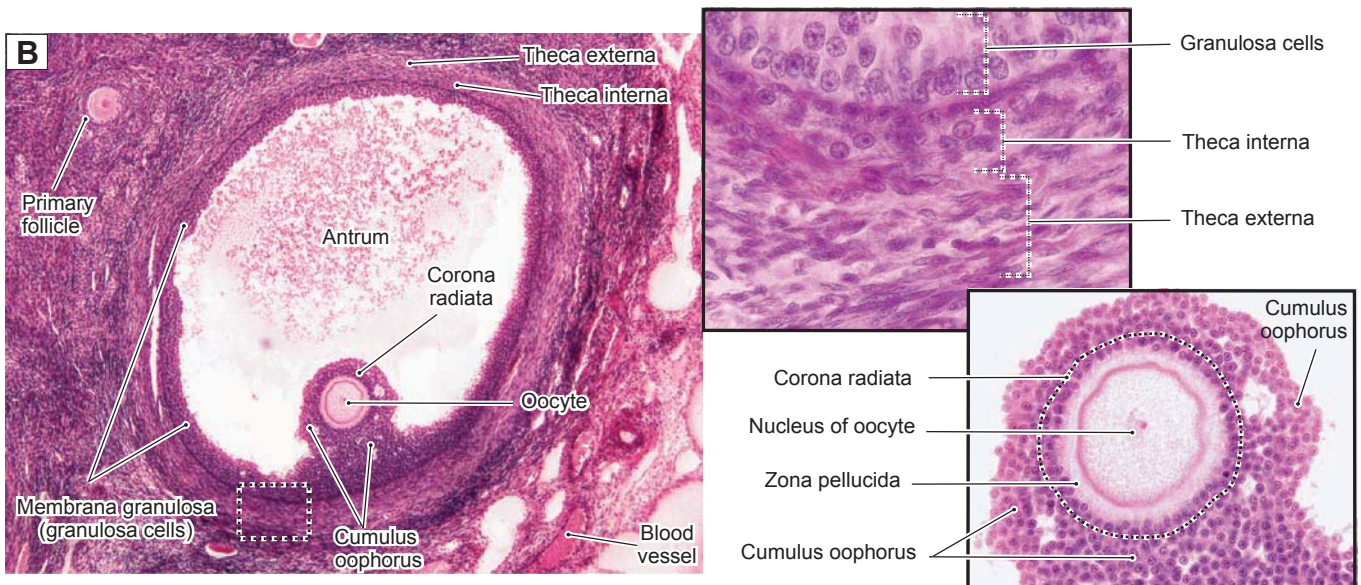 B
Theca externa
Theca interna
Primary
follicle
Antrum
Corona
radiata
Oocyte
Membrana granulosa
(granulosa cells)
Cumulus
oophorus
Blood
vessel
Granulosa cells
Theca interna
Theca externa
Cumulus
oophorus
Corona radiata
Nucleus of oocyte
Zona pellucida
Cumulus oophorus